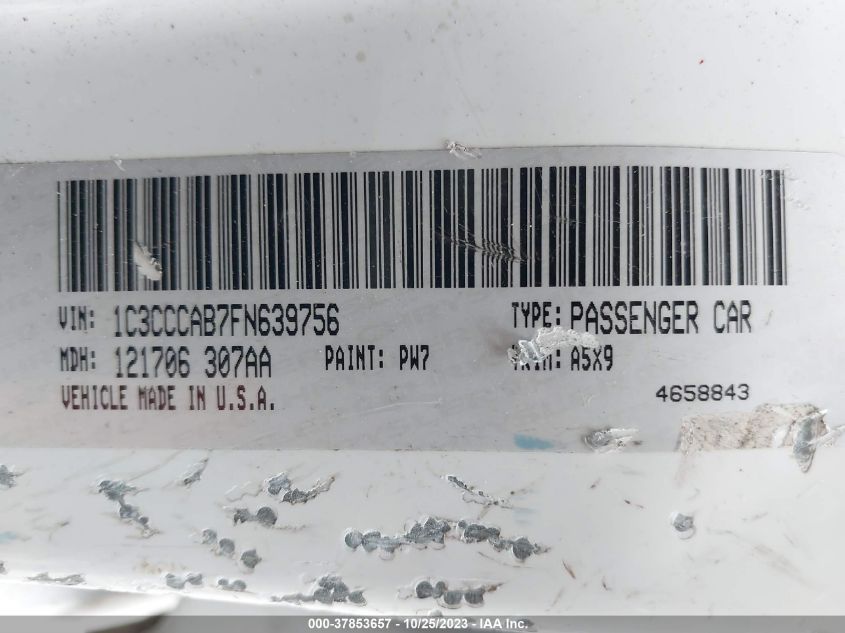 VIN: 1C3CCCAB7FN639756 TYPE: PASSENGER CAR
MDH: 121706 307AA PAINT: PW7 TRIM: A5X9
VEHICLE MADE IN U.S.A. 4658843
000-37853657 - 10/25/2023 - IAA Inc.